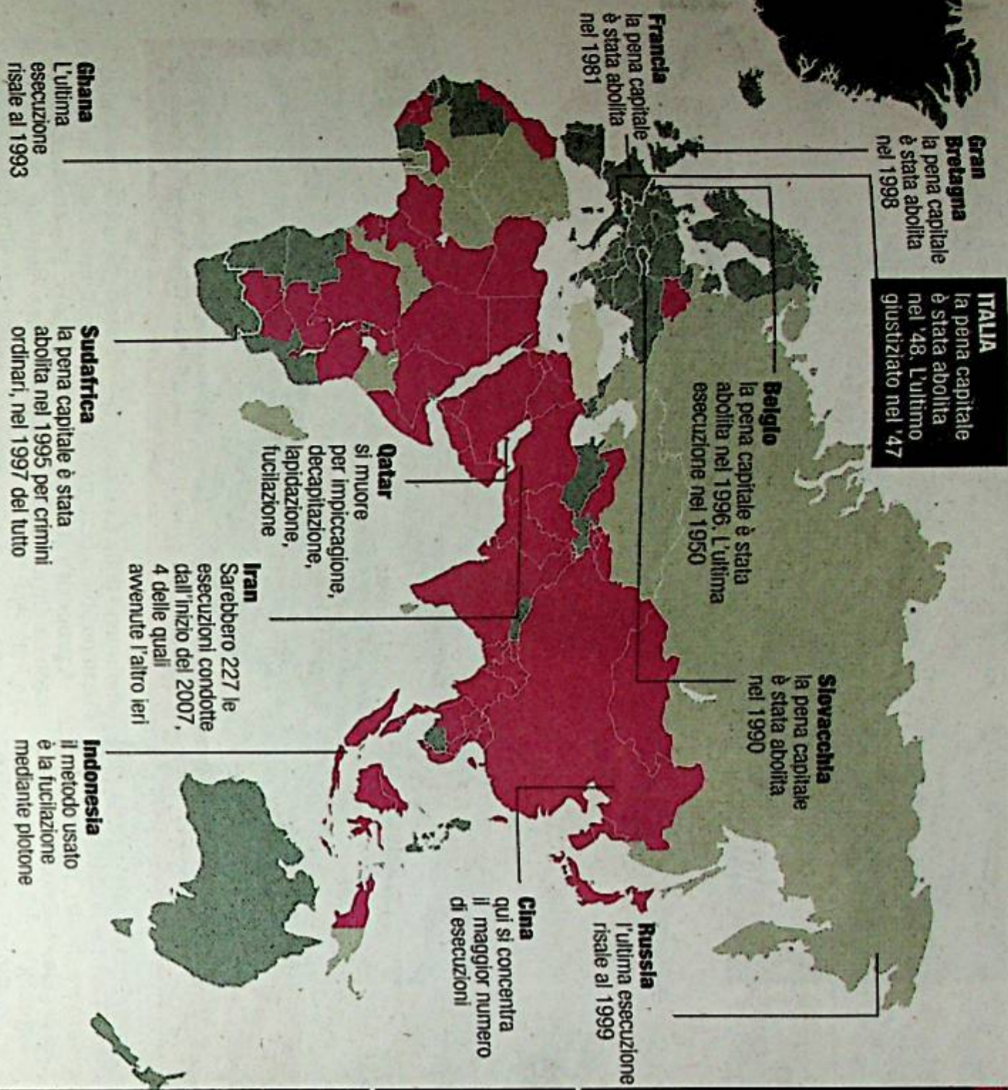 Gran
Bretagna
la pena capitale
è stata abolita
nel 1998
ITALIA
la pena capitale
è stata abolita
nel '48. L'ultimo
giustiziato nel '47
Francia
la pena capitale
è stata abolita
nel 1981
Belgio
la pena capitale è stata
abolita nel 1996. L'ultima
esecuzione nel 1950
Slovacchia
la pena capitale
è stata abolita
nel 1990
Russia
l'ultima esecuzione
risale al 1999
Cina
qui si concentra
il maggior numero
di esecuzioni
Qatar
si muore
per impiccagione,
decapitazione,
lapidazione,
fucilazione
Iran
Sarebbero 227 le
esecuzioni condotte
dall'inizio del 2007,
4 delle quali
avvenute l'altro ieri
Ghana
L'ultima
esecuzione
risale al 1993
Sudafrica
la pena capitale è stata
abolita nel 1995 per crimini
ordinari, nel 1997 del tutto
Indonesia
il metodo usato
è la fucilazione
mediante plotone